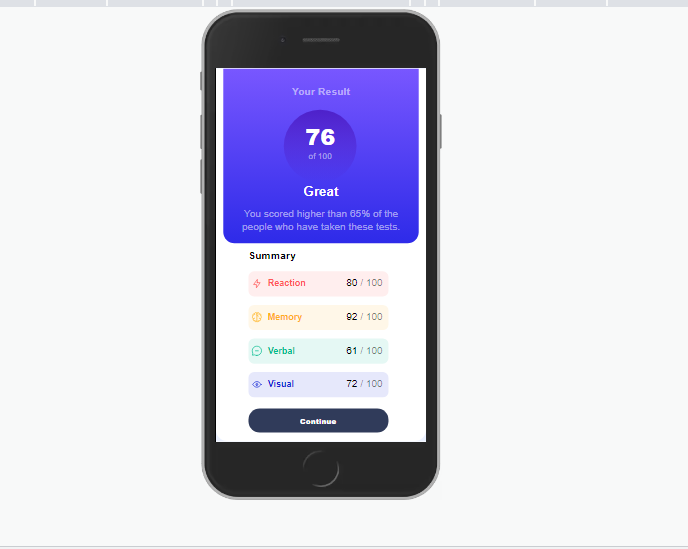 Your Result
76
of 100
Great
You scored higher than 65% of the
people who have taken these tests.
Summary
Reaction 80 / 100
Memory 92 / 100
Verbal 61 / 100
Visual 72 / 100
Continue